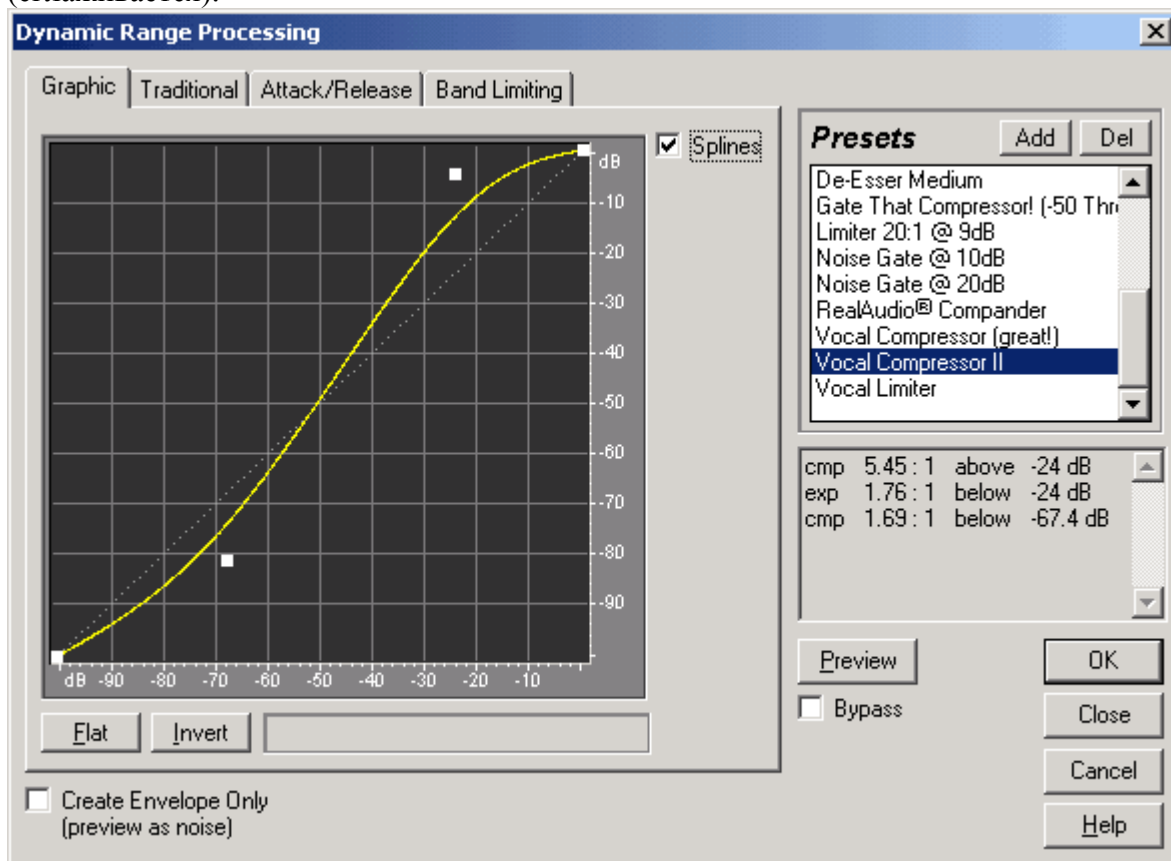 (сглаживается).
Dynamic Range Processing
Graphic Traditional Attack/Release Band Limiting
Splines
dB
-10
-20
-30
-40
-50
-60
-70
-80
-90
dB -90 -80 -70 -60 -50 -40 -30 -20 -10
Flat Invert
Create Envelope Only
(preview as noise)
Presets Add Del
De-Esser Medium
Gate That Compressor! (-50 Thre
Limiter 20:1 @ 9dB
Noise Gate @ 10dB
Noise Gate @ 20dB
RealAudio® Compander
Vocal Compressor (great!)
Vocal Compressor II
Vocal Limiter
cmp 5.45 : 1 above -24 dB
exp 1.76 : 1 below -24 dB
cmp 1.69 : 1 below -67.4 dB
Preview OK
Bypass Close
Cancel
Help